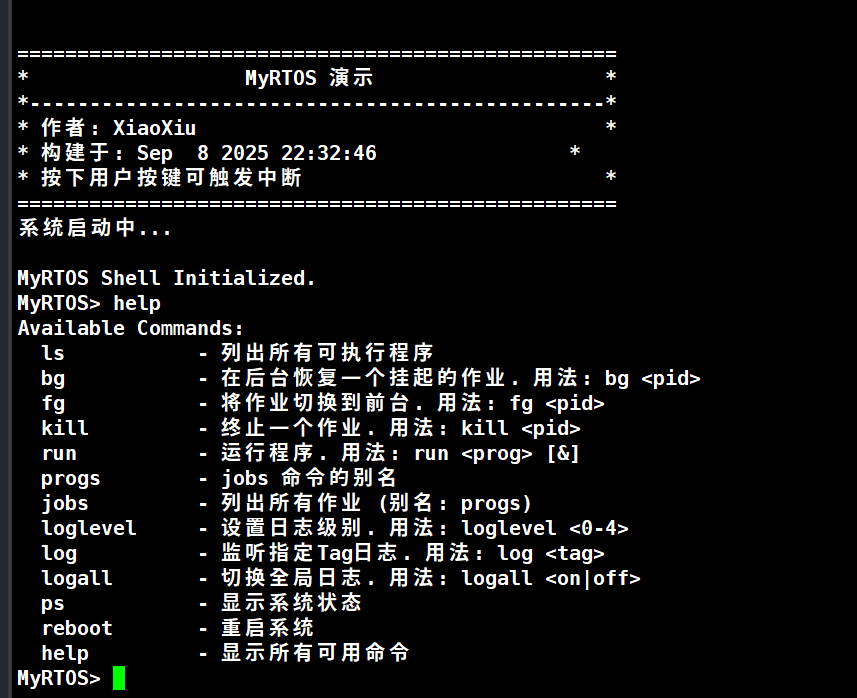 ==================================================
*                  MyRTOS 演示                   *
*------------------------------------------------*
* 作者: XiaoXiu                                  *
* 构建于: Sep  8 2025 22:32:46                *
* 按下用户按键可触发中断                         *
==================================================
系统启动中...
MyRTOS Shell Initialized.
MyRTOS> help
Available Commands:
  ls           - 列出所有可执行程序
  bg           - 在后台恢复一个挂起的作业. 用法: bg <pid>
  fg           - 将作业切换到前台. 用法: fg <pid>
  kill         - 终止一个作业. 用法: kill <pid>
  run          - 运行程序. 用法: run <prog> [&]
  progs        - jobs 命令的别名
  jobs         - 列出所有作业 (别名: progs)
  loglevel     - 设置日志级别. 用法: loglevel <0-4>
  log          - 监听指定Tag日志. 用法: log <tag>
  logall       - 切换全局日志. 用法: logall <on|off>
  ps           - 显示系统状态
  reboot       - 重启系统
  help         - 显示所有可用命令
MyRTOS>